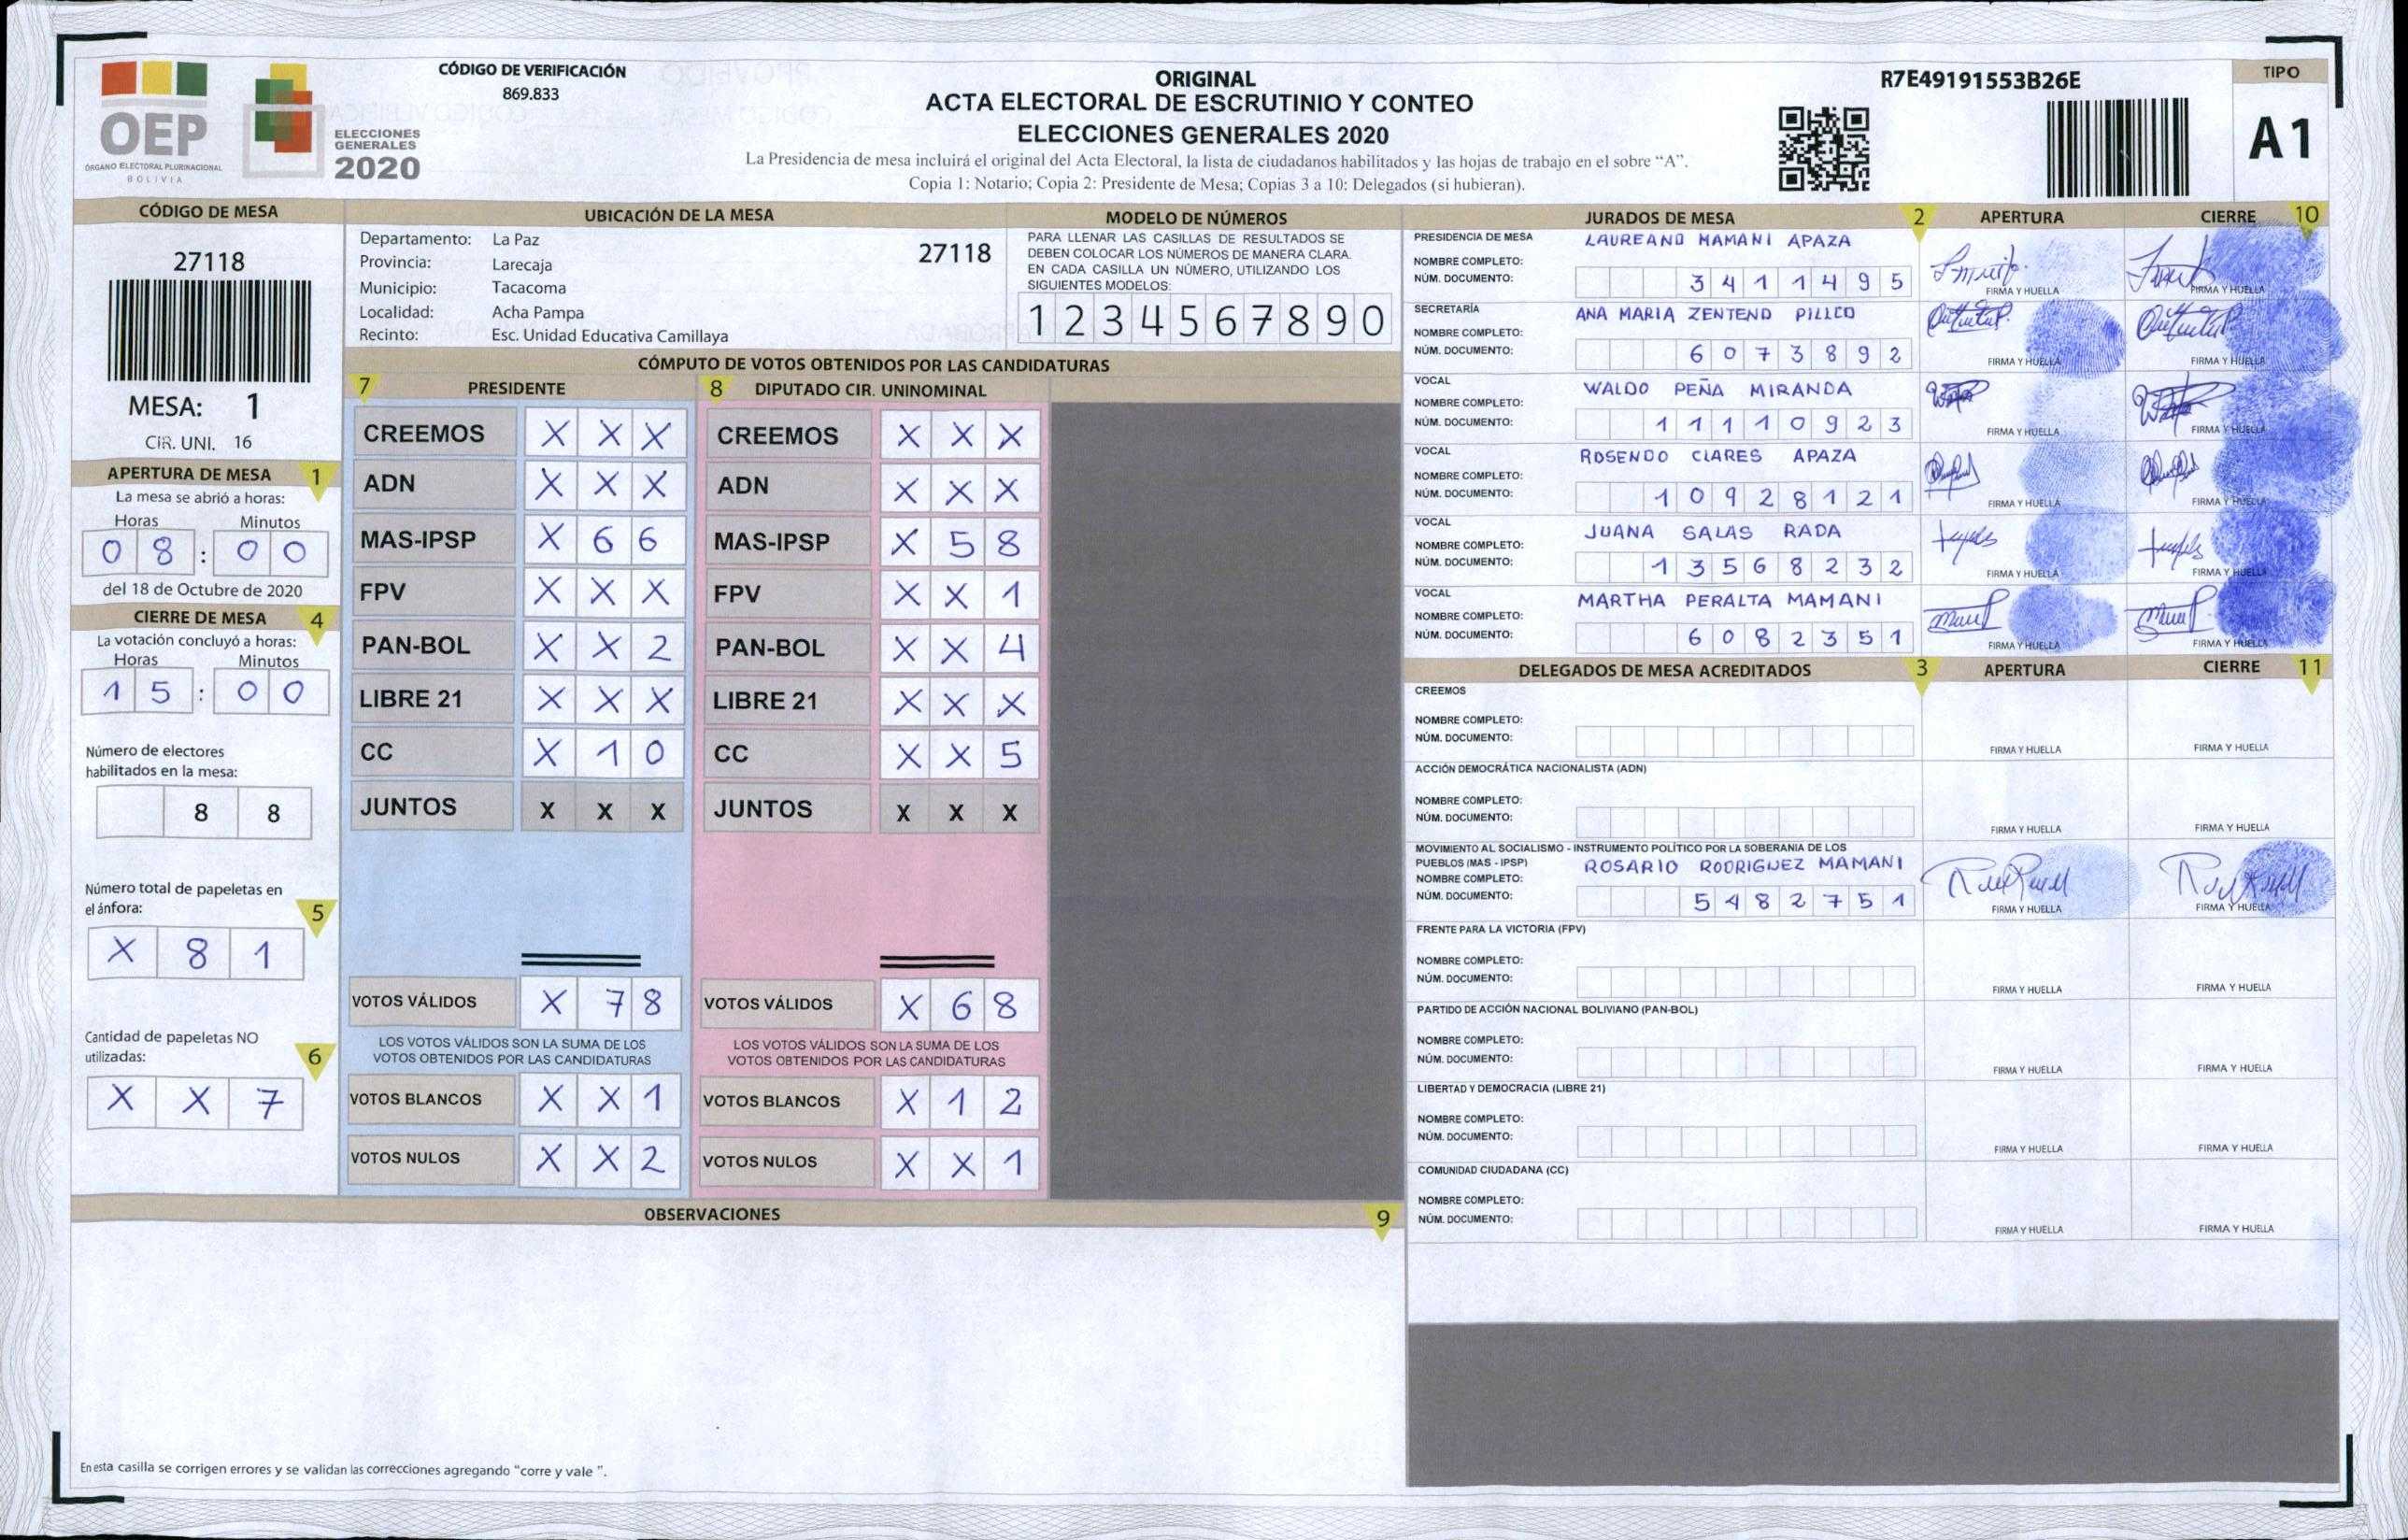 OEP
ÓRGANO ELECTORAL PLURINACIONAL
BOLIVIA
ELECCIONES
GENERALES
2020
CÓDIGO DE VERIFICACIÓN
869.833
ORIGINAL
ACTA ELECTORAL DE ESCRUTINIO Y CONTEO
ELECCIONES GENERALES 2020
La Presidencia de mesa incluirá el original del Acta Electoral, la lista de ciudadanos habilitados y las hojas de trabajo en el sobre “A”.
Copia 1: Notario; Copia 2: Presidente de Mesa; Copias 3 a 10: Delegados (si hubieran).
R7E49191553B26E
TIPO
A1
CÓDIGO DE MESA
27118
MESA: 1
CIR. UNI. 16
APERTURA DE MESA 1
La mesa se abrió a horas:
Horas Minutos
0 8 : 0 0
del 18 de Octubre de 2020
CIERRE DE MESA 4
La votación concluyó a horas:
Horas Minutos
1 5 : 0 0
Número de electores
habilitados en la mesa:
8 8
Número total de papeletas en
el ánfora: 5
X 8 1
Cantidad de papeletas NO
utilizadas: 6
X X 7
UBICACIÓN DE LA MESA
Departamento: La Paz
Provincia: Larecaja
Municipio: Tacacoma
Localidad: Acha Pampa
Recinto: Esc. Unidad Educativa Camillaya
27118
MODELO DE NÚMEROS
PARA LLENAR LAS CASILLAS DE RESULTADOS SE
DEBEN COLOCAR LOS NÚMEROS DE MANERA CLARA.
EN CADA CASILLA UN NÚMERO, UTILIZANDO LOS
SIGUIENTES MODELOS:
1 2 3 4 5 6 7 8 9 0
CÓMPUTO DE VOTOS OBTENIDOS POR LAS CANDIDATURAS
7 PRESIDENTE
CREEMOS X X X
ADN X X X
MAS-IPSP X 6 6
FPV X X X
PAN-BOL X X 2
LIBRE 21 X X X
CC X 1 0
JUNTOS X X X
VOTOS VÁLIDOS X 7 8
LOS VOTOS VÁLIDOS SON LA SUMA DE LOS
VOTOS OBTENIDOS POR LAS CANDIDATURAS
VOTOS BLANCOS X X 1
VOTOS NULOS X X 2
8 DIPUTADO CIR. UNINOMINAL
CREEMOS X X X
ADN X X X
MAS-IPSP X 5 8
FPV X X 1
PAN-BOL X X 4
LIBRE 21 X X X
CC X X 5
JUNTOS X X X
VOTOS VÁLIDOS X 6 8
LOS VOTOS VÁLIDOS SON LA SUMA DE LOS
VOTOS OBTENIDOS POR LAS CANDIDATURAS
VOTOS BLANCOS X 1 2
VOTOS NULOS X X 1
OBSERVACIONES 9
En esta casilla se corrigen errores y se validan las correcciones agregando “corre y vale ”.
JURADOS DE MESA 2 APERTURA CIERRE 10
PRESIDENCIA DE MESA LAUREANO MAMANI APAZA
NOMBRE COMPLETO:
NÚM. DOCUMENTO: 3 4 1 1 4 9 5
FIRMA Y HUELLA FIRMA Y HUELLA
SECRETARÍA ANA MARIA ZENTENO PILLCO
NOMBRE COMPLETO:
NÚM. DOCUMENTO: 6 0 7 3 8 9 2
FIRMA Y HUELLA FIRMA Y HUELLA
VOCAL WALDO PEÑA MIRANDA
NOMBRE COMPLETO:
NÚM. DOCUMENTO: 1 1 1 1 0 9 2 3
FIRMA Y HUELLA FIRMA Y HUELLA
VOCAL ROSENDO CLARES APAZA
NOMBRE COMPLETO:
NÚM. DOCUMENTO: 1 0 9 2 8 1 2 1
FIRMA Y HUELLA FIRMA Y HUELLA
VOCAL JUANA SALAS RADA
NOMBRE COMPLETO:
NÚM. DOCUMENTO: 1 3 5 6 8 2 3 2
FIRMA Y HUELLA FIRMA Y HUELLA
VOCAL MARTHA PERALTA MAMANI
NOMBRE COMPLETO:
NÚM. DOCUMENTO: 6 0 8 2 3 5 1
FIRMA Y HUELLA FIRMA Y HUELLA
DELEGADOS DE MESA ACREDITADOS 3 APERTURA CIERRE 11
CREEMOS
NOMBRE COMPLETO:
NÚM. DOCUMENTO:
FIRMA Y HUELLA FIRMA Y HUELLA
ACCIÓN DEMOCRÁTICA NACIONALISTA (ADN)
NOMBRE COMPLETO:
NÚM. DOCUMENTO:
FIRMA Y HUELLA FIRMA Y HUELLA
MOVIMIENTO AL SOCIALISMO - INSTRUMENTO POLÍTICO POR LA SOBERANIA DE LOS
PUEBLOS (MAS - IPSP) ROSARIO RODRIGUEZ MAMANI
NOMBRE COMPLETO:
NÚM. DOCUMENTO: 5 4 8 2 7 5 1
FIRMA Y HUELLA FIRMA Y HUELLA
FRENTE PARA LA VICTORIA (FPV)
NOMBRE COMPLETO:
NÚM. DOCUMENTO:
FIRMA Y HUELLA FIRMA Y HUELLA
PARTIDO DE ACCIÓN NACIONAL BOLIVIANO (PAN-BOL)
NOMBRE COMPLETO:
NÚM. DOCUMENTO:
FIRMA Y HUELLA FIRMA Y HUELLA
LIBERTAD Y DEMOCRACIA (LIBRE 21)
NOMBRE COMPLETO:
NÚM. DOCUMENTO:
FIRMA Y HUELLA FIRMA Y HUELLA
COMUNIDAD CIUDADANA (CC)
NOMBRE COMPLETO:
NÚM. DOCUMENTO:
FIRMA Y HUELLA FIRMA Y HUELLA